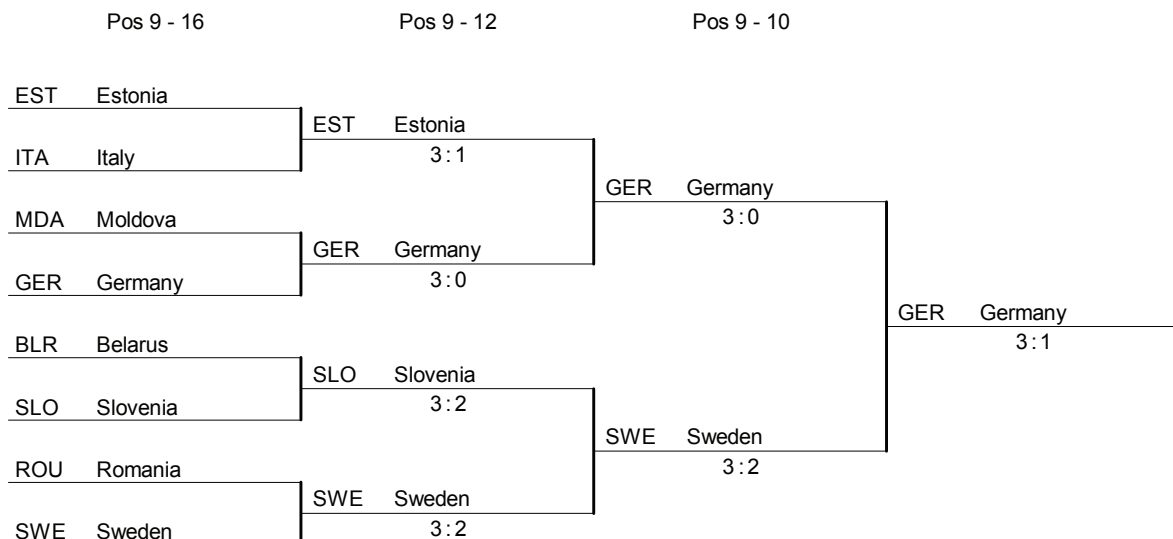 Pos 9 - 16 Pos 9 - 12 Pos 9 - 10
EST Estonia
EST Estonia
3 : 1
ITA Italy
GER Germany
3 : 0
MDA Moldova
GER Germany
3 : 0
GER Germany
GER Germany
3 : 1
BLR Belarus
SLO Slovenia
3 : 2
SLO Slovenia
SWE Sweden
3 : 2
ROU Romania
SWE Sweden
3 : 2
SWE Sweden